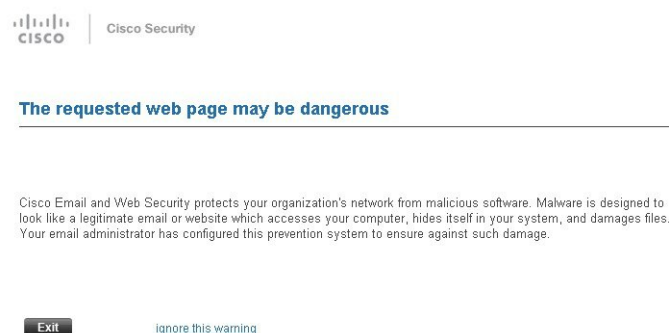 CISCO
Cisco Security
The requested web page may be dangerous
Cisco Email and Web Security protects your organization's network from malicious software. Malware is designed to
look like a legitimate email or website which accesses your computer, hides itself in your system, and damages files.
Your email administrator has configured this prevention system to ensure against such damage.
Exit
ignore this warning